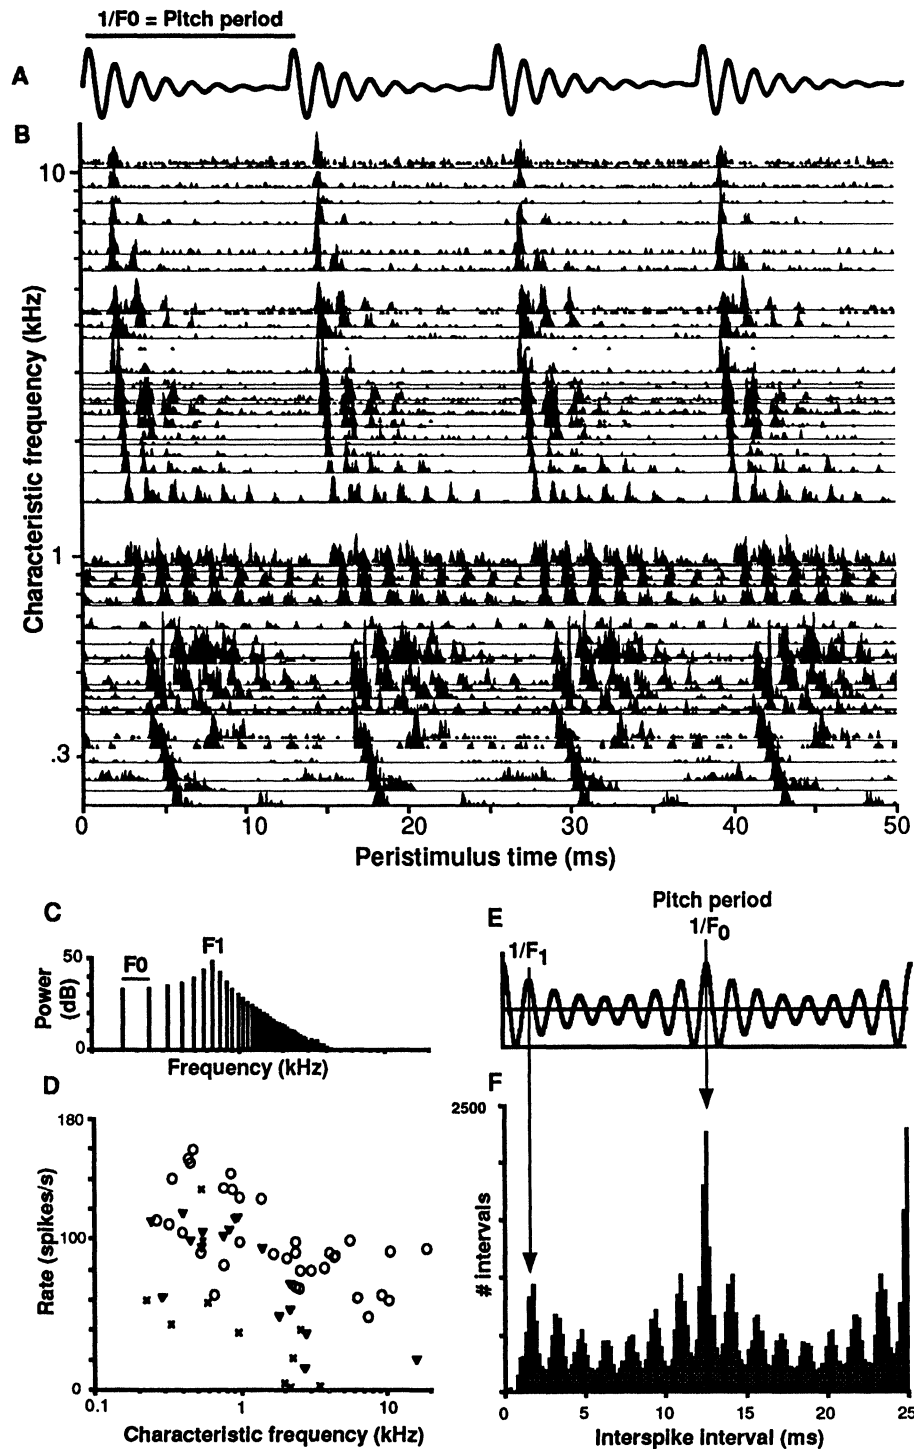 1/F0 = Pitch period
A
B
10
1
.3
Characteristic frequency (kHz)
0 10 20 30 40 50
Peristimulus time (ms)
C
F0
F1
50
0
Power (dB)
Frequency (kHz)
D
180
100
0
Rate (spikes/s)
0.1 1 10
Characteristic frequency (kHz)
E
Pitch period
1/F0
1/F1
F
2500
0
# intervals
0 5 10 15 20 25
Interspike interval (ms)